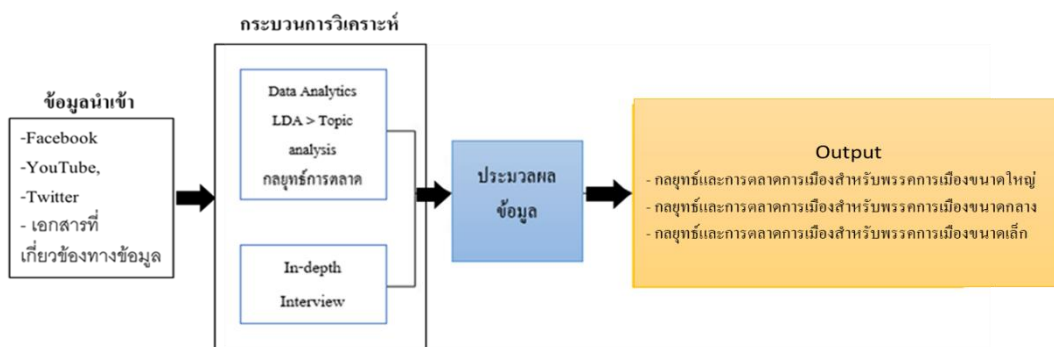 กระบวนการวิเคราะห์
ข้อมูลนำเข้า
-Facebook
-YouTube,
-Twitter
- เอกสารที่
เกี่ยวข้องทางข้อมูล
Data Analytics
LDA > Topic
analysis
กลยุทธ์การตลาด
In-depth
Interview
ประมวลผล
ข้อมูล
Output
- กลยุทธ์และการตลาดการเมืองสำหรับพรรคการเมืองขนาดใหญ่
- กลยุทธ์และการตลาดการเมืองสำหรับพรรคการเมืองขนาดกลาง
- กลยุทธ์และการตลาดการเมืองสำหรับพรรคการเมืองขนาดเล็ก